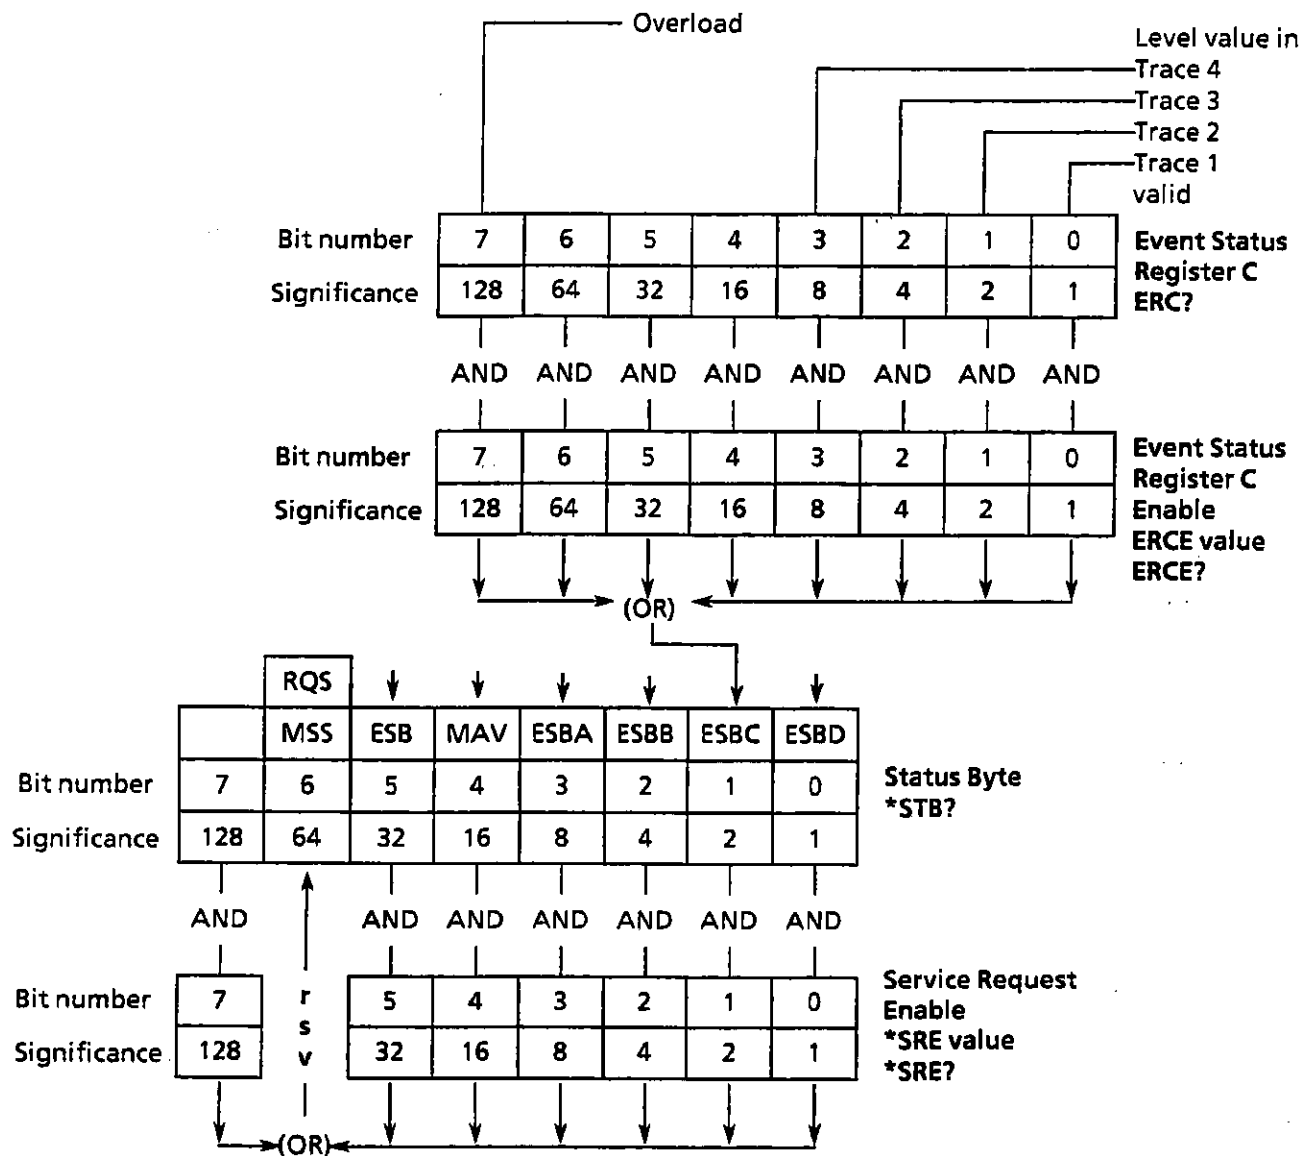 Overload
Level value in
Trace 4
Trace 3
Trace 2
Trace 1
valid
Bit number 7 6 5 4 3 2 1 0
Significance 128 64 32 16 8 4 2 1
Event Status
Register C
ERC?
AND AND AND AND AND AND AND AND
Bit number 7 6 5 4 3 2 1 0
Significance 128 64 32 16 8 4 2 1
Event Status
Register C
Enable
ERCE value
ERCE?
(OR)
RQS
MSS ESB MAV ESBA ESBB ESBC ESBD
Bit number 7 6 5 4 3 2 1 0
Significance 128 64 32 16 8 4 2 1
Status Byte
*STB?
AND AND AND AND AND AND AND
Bit number 7 5 4 3 2 1 0
Significance 128 32 16 8 4 2 1
r
s
v
Service Request
Enable
*SRE value
*SRE?
(OR)